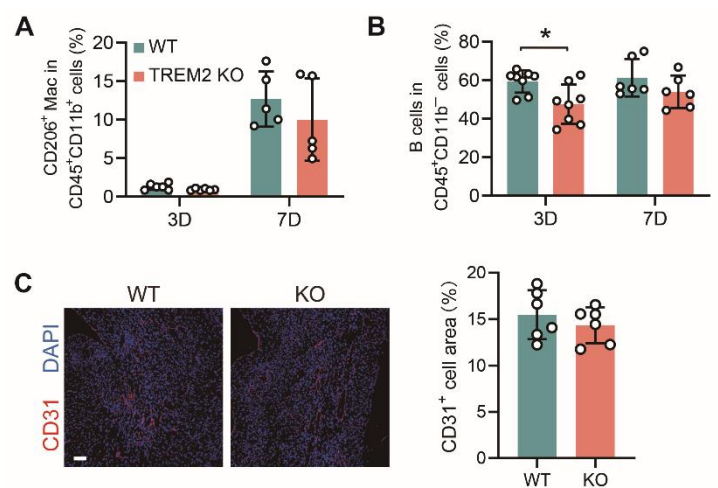 A
CD206⁺ Mac in
CD45⁺CD11b⁺ cells (%)
20
15
10
5
0
WT
TREM2 KO
3D
7D
B
B cells in
CD45⁺CD11b⁻ cells (%)
80
60
40
20
0
*
3D
7D
C
WT
KO
CD31 DAPI
CD31⁺ cell area (%)
20
15
10
5
0
WT
KO